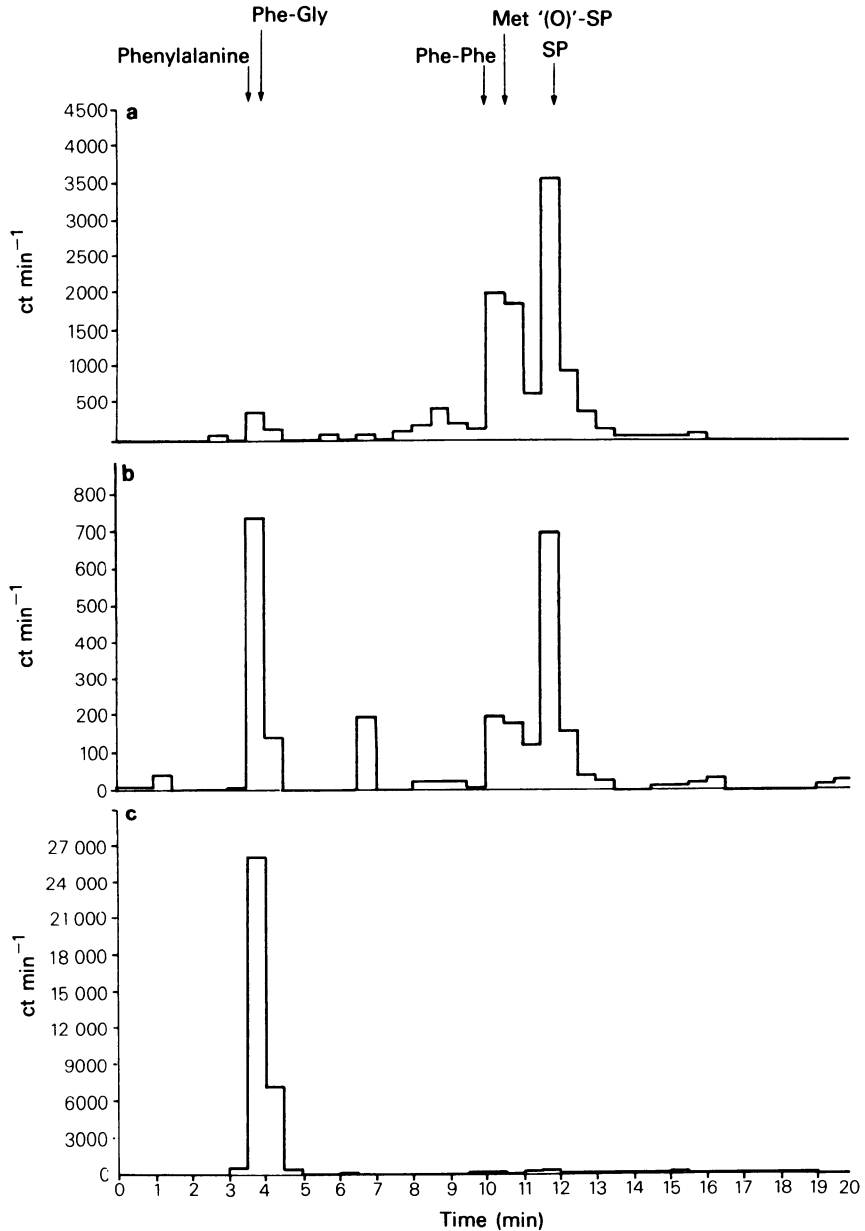 Phe-Gly
Met '(O)'-SP
Phenylalanine
Phe-Phe
SP
a
4500
4000
3500
3000
2500
2000
1500
1000
500
ct min⁻¹
b
800
700
600
500
400
300
200
100
0
ct min⁻¹
c
27 000
24 000
21 000
18 000
15 000
12 000
9000
6000
3000
C
ct min⁻¹
0 1 2 3 4 5 6 7 8 9 10 11 12 13 14 15 16 17 18 19 20
Time (min)